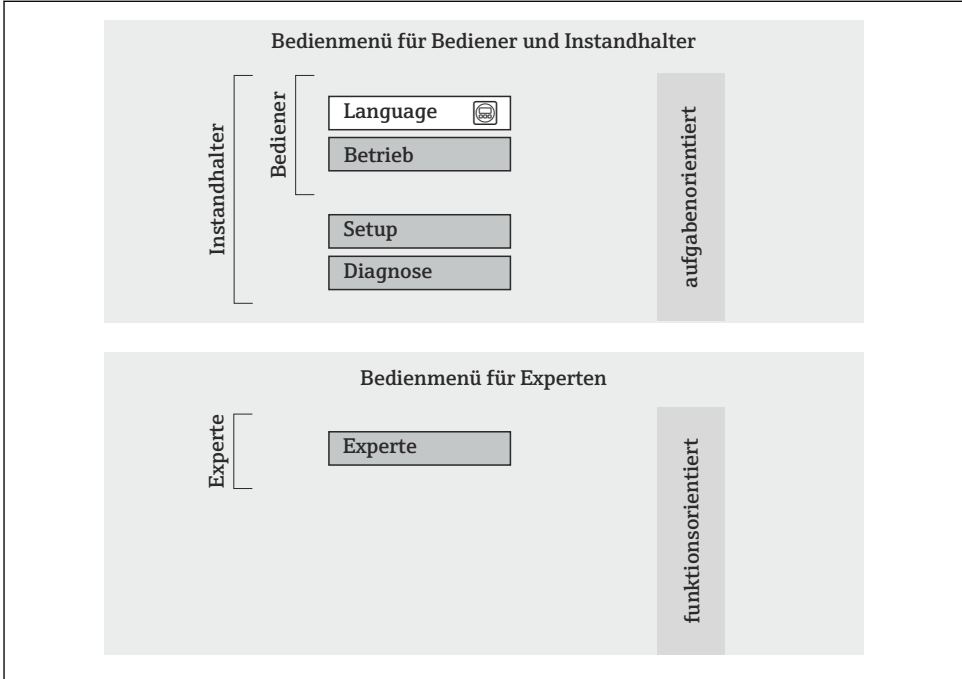 Bedienmenü für Bediener und Instandhalter
Instandhalter
Bediener
Language
Betrieb
Setup
Diagnose
aufgabenorientiert
Bedienmenü für Experten
Experte
Experte
funktionsorientiert